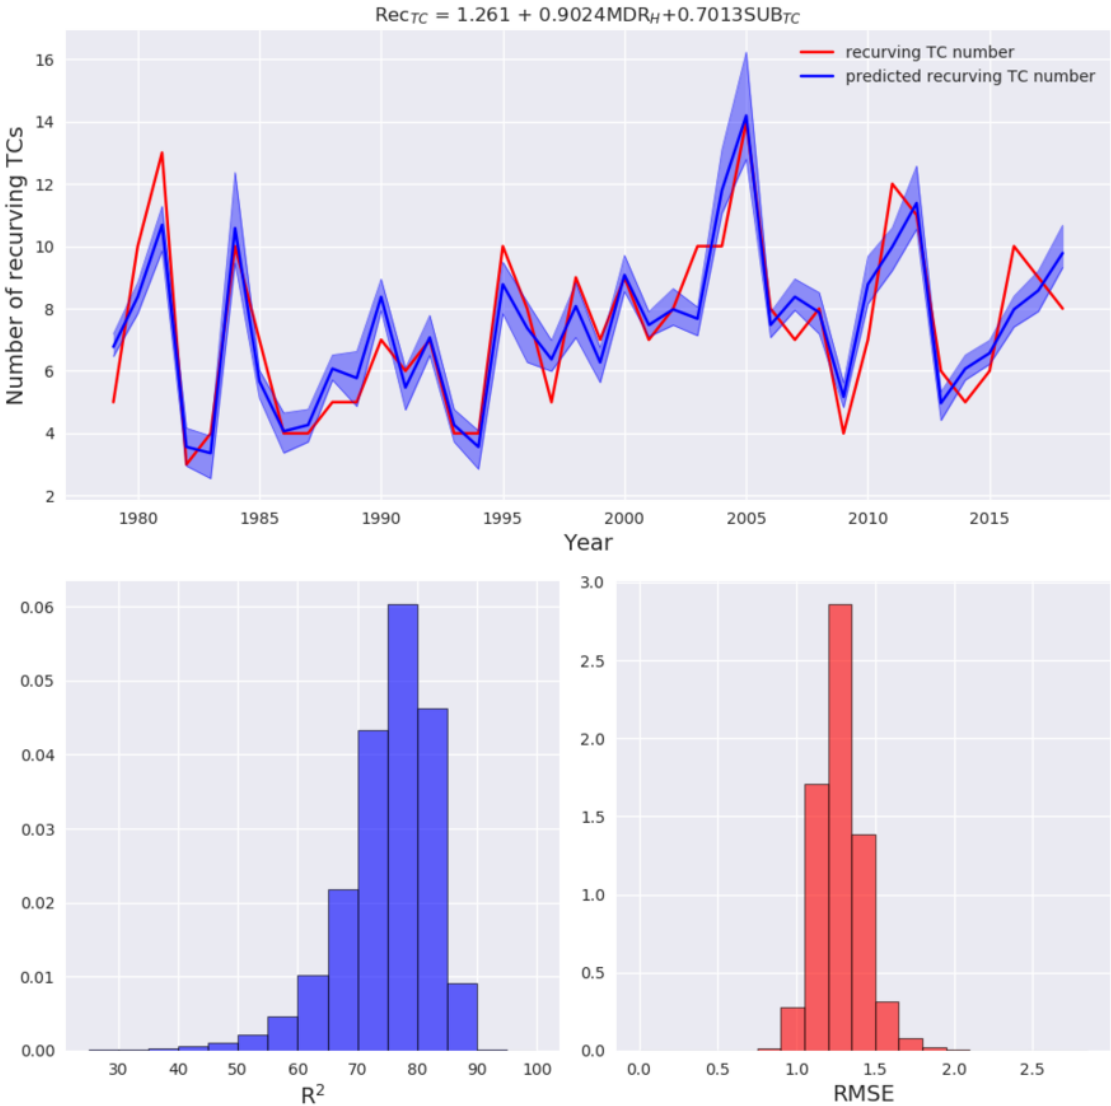 Rec_TC = 1.261 + 0.9024MDR_H+0.7013SUB_TC
recurving TC number
predicted recurving TC number
Number of recurving TCs
16
14
12
10
8
6
4
2
1980 1985 1990 1995 2000 2005 2010 2015
Year
0.06
0.05
0.04
0.03
0.02
0.01
0.00
30 40 50 60 70 80 90 100
R²
3.0
2.5
2.0
1.5
1.0
0.5
0.0
0.0 0.5 1.0 1.5 2.0 2.5
RMSE